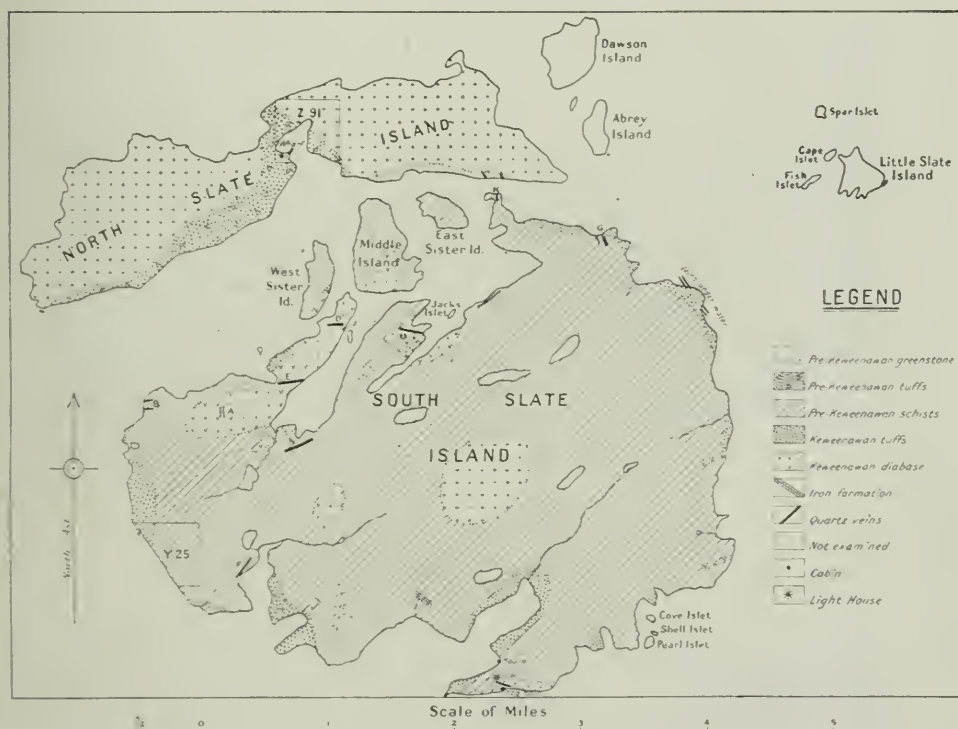 Dawson
Island
Abrey
Island
Spar Islet
Cape
Islet
Fish
Islet
Little Slate
Island
Z 91
NORTH SLATE ISLAND
East
Sister Id.
Middle
Island
West
Sister
Id.
Jacks
Islet
G
D
E
B
A
F
Y 25
SOUTH SLATE
ISLAND
Cove Islet
Shell Islet
Pearl Islet
LEGEND
Pre-Keweenawan greenstone
Pre-Keweenawan tuffs
Pre-Keweenawan schists
Keweenawan tuffs
Keweenawan diabase
Iron formation
Quartz veins
Not examined
Cabin
Light House
Scale of Miles
1/2 0 1 2 3 4 5